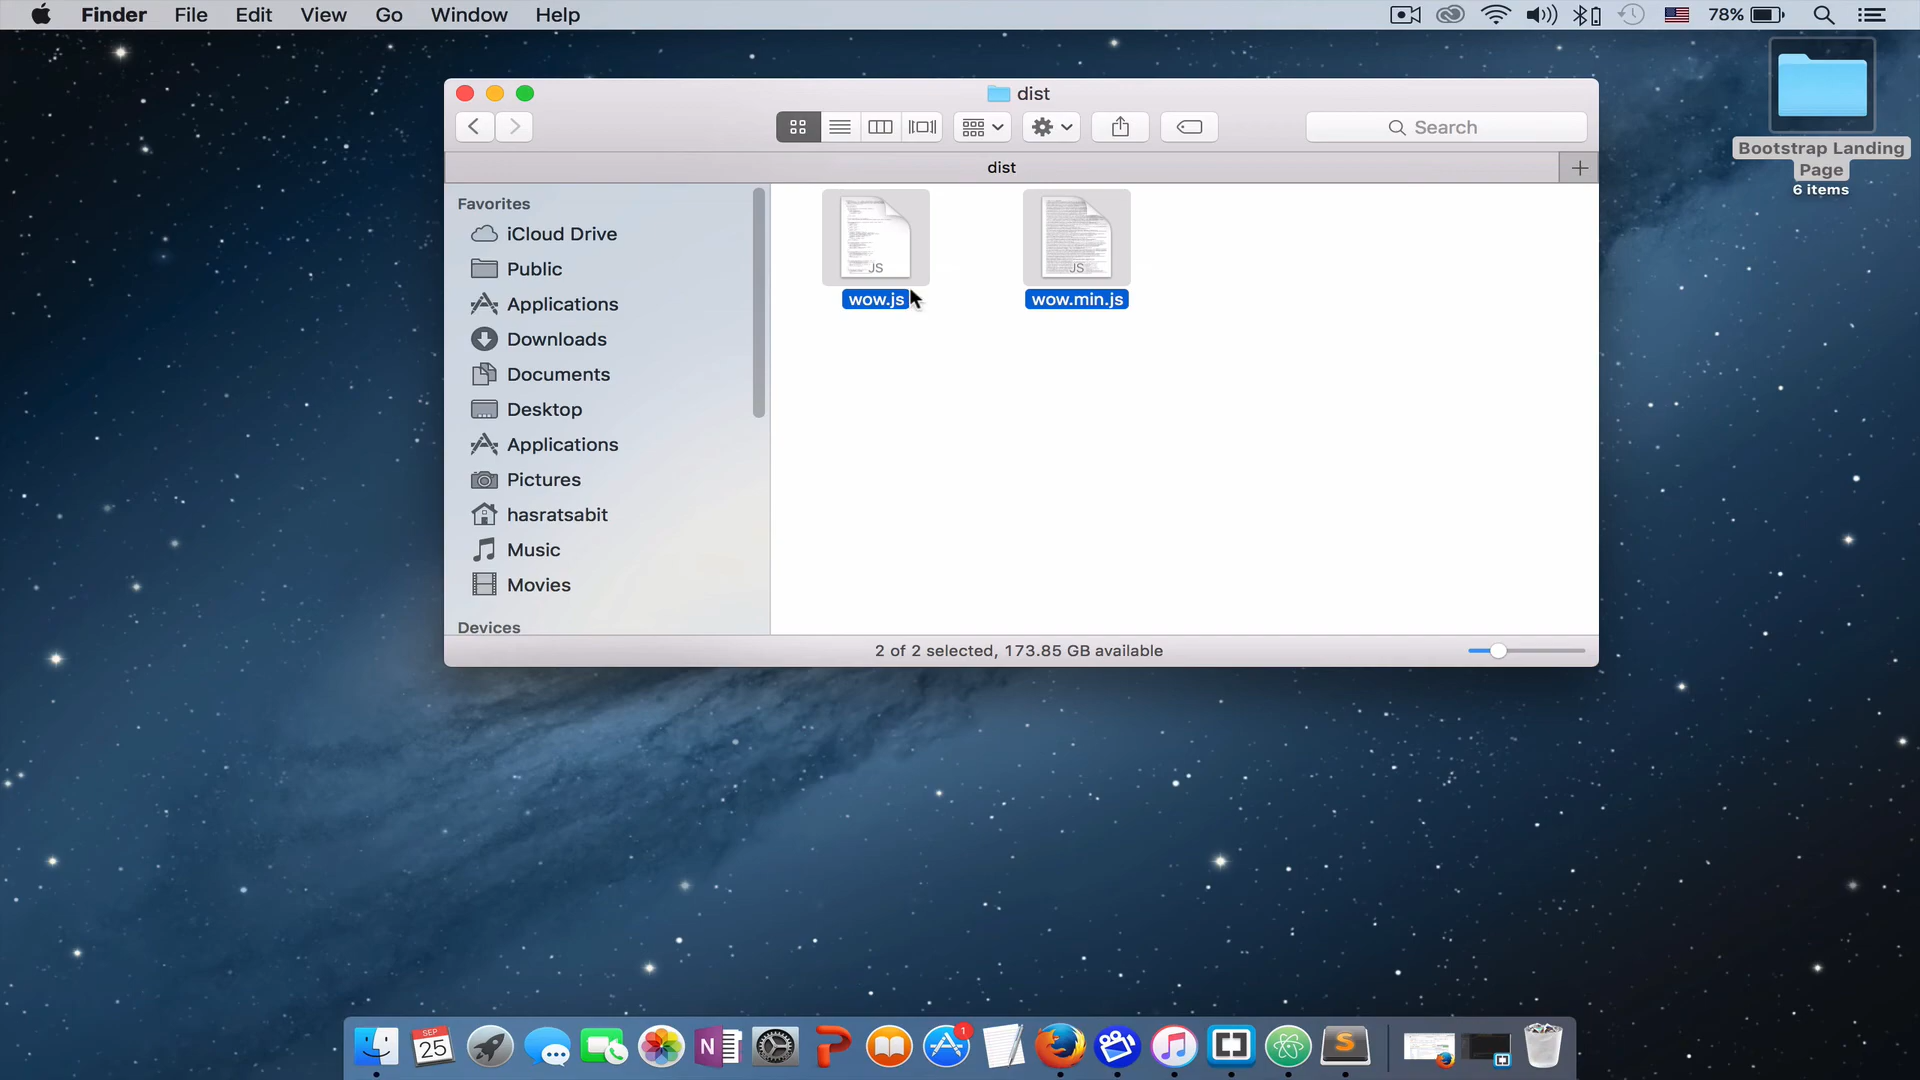 Finder File Edit View Go Window Help 78%
dist
Search
dist
Bootstrap Landing
Page
6 items
Favorites
iCloud Drive
Public
Applications
Downloads
Documents
Desktop
Applications
Pictures
hasratsabit
Music
Movies
Devices
JS
JS
wow.js
wow.min.js
2 of 2 selected, 173.85 GB available
SEP
25
N
1
S